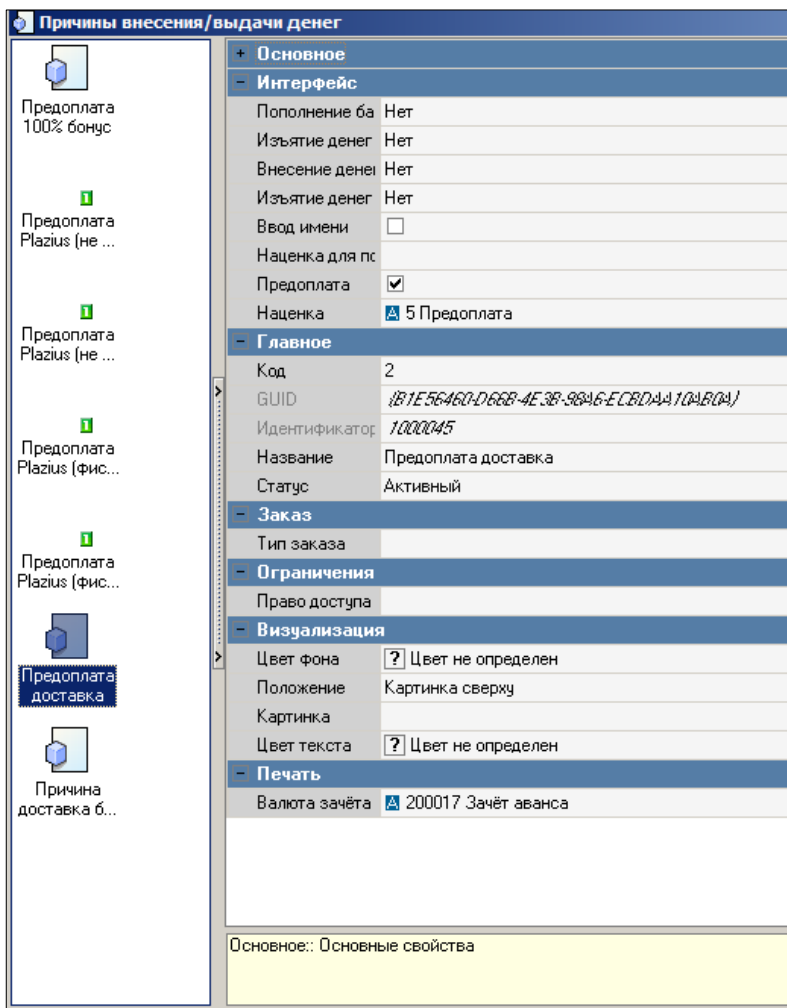 Причины внесения/выдачи денег
Предоплата
100% бонус
Предоплата
Plazius (не ...
Предоплата
Plazius (не ...
Предоплата
Plazius (фис...
Предоплата
Plazius (фис...
Предоплата
доставка
Причина
доставка б...
+ Основное
- Интерфейс
Пополнение ба Нет
Изъятие денег Нет
Внесение денег Нет
Изъятие денег Нет
Ввод имени
Наценка для по
Предоплата
Наценка A 5 Предоплата
- Главное
Код 2
GUID {B1E56460-D66B-4E3B-98A6-ECBDAA10AB0A}
Идентификатор 1000045
Название Предоплата доставка
Статус Активный
- Заказ
Тип заказа
- Ограничения
Право доступа
- Визуализация
Цвет фона ? Цвет не определен
Положение Картинка сверху
Картинка
Цвет текста ? Цвет не определен
- Печать
Валюта зачёта A 200017 Зачёт аванса
Основное:: Основные свойства